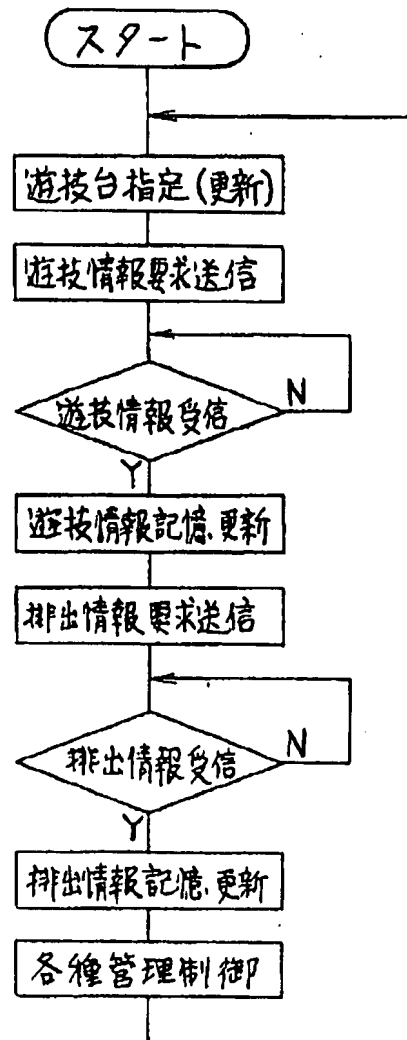 スタート
遊技台指定(更新)
遊技情報要求送信
遊技情報受信
N
Y
遊技情報記憶、更新
排出情報要求送信
排出情報受信
N
Y
排出情報記憶、更新
各種管理制御